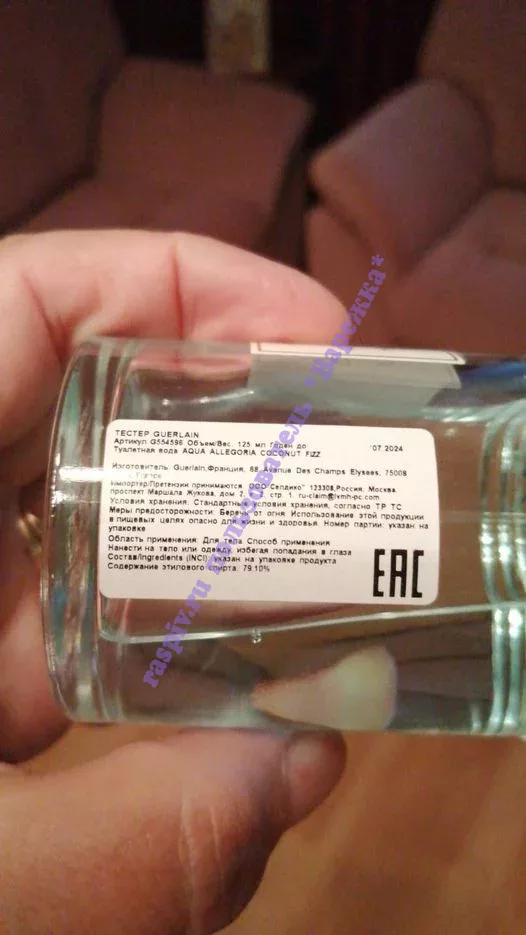 ТЕСТЕР GUERLAIN
Артикул G554596 Объем/Вес. 125 мл Годен до '07 2024
Туалетная вода AQUA ALLEGORIA COCONUT FIZZ
Изготовитель: Guerlain,Франция, 68, Avenue Des Champs Elysees, 75008
France
Импортер/Претензии принимаются ООО "Селдико" 123308,Россия, Москва
проспект Маршала Жукова, дом 2, стр. 1. ru-claim@lvmh-pc.com
Условия хранения: Стандартные условия хранения, согласно ТР ТС
Меры предосторожности: Беречь от огня Использование этой продукции
в пищевых целях опасно для жизни и здоровья. Номер партии: указан на
упаковке
Область применения: Для тела Способ применения:
Нанести на тело или одежду, избегая попадания в глаза
Состав/Ingredients (INCI): указан на упаковке продукта
Содержание этилового спирта: 79.10%
EAC
raspiv.ru пользователь *Варежка*